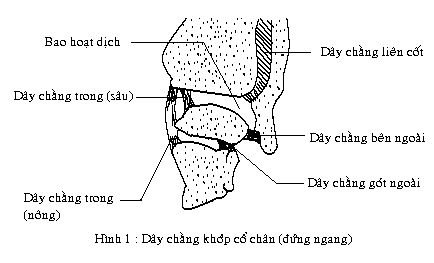 Bao hoạt dịch
Dây chằng liên cốt
Dây chằng trong (sâu)
Dây chằng bên ngoài
Dây chằng gót ngoài
Dây chằng trong
(nông)
Hình 1 : Dây chằng khớp cổ chân (đứng ngang)